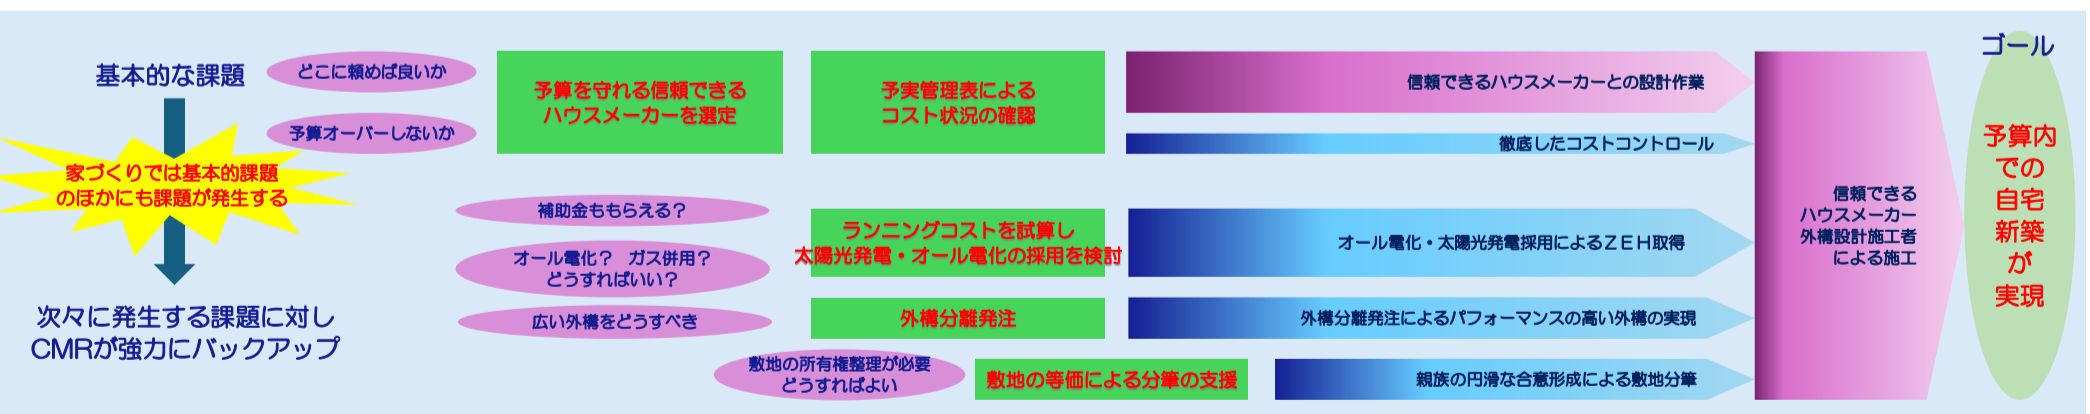 基本的な課題
家づくりでは基本的課題
のほかにも課題が発生する
次々に発生する課題に対し
CMRが強力にバックアップ
どこに頼めば良いか
予算オーバーしないか
予算を守れる信頼できる
ハウスメーカーを選定
予実管理表による
コスト状況の確認
信頼できるハウスメーカーとの設計作業
徹底したコストコントロール
補助金ももらえる？
オール電化？　ガス併用？
どうすればいい？
ランニングコストを試算し
太陽光発電・オール電化の採用を検討
オール電化・太陽光発電採用によるＺＥＨ取得
広い外構をどうすべき
外構分離発注
外構分離発注によるパフォーマンスの高い外構の実現
敷地の所有権整理が必要
どうすればよい
敷地の等価による分筆の支援
親族の円滑な合意形成による敷地分筆
信頼できる
ハウスメーカー
外構設計施工者
による施工
ゴール
予算内
での
自宅
新築
が
実現